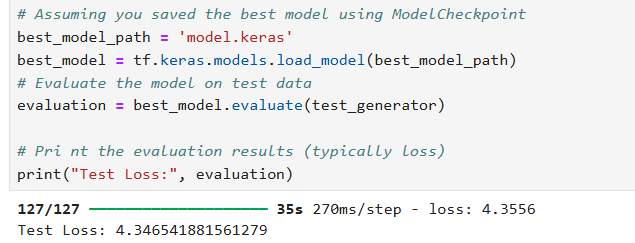 # Assuming you saved the best model using ModelCheckpoint
best_model_path = 'model.keras'
best_model = tf.keras.models.load_model(best_model_path)
# Evaluate the model on test data
evaluation = best_model.evaluate(test_generator)
# Pri nt the evaluation results (typically loss)
print("Test Loss:", evaluation)
127/127 ━━━━━━━━━━━━━━━━━━━━ 35s 270ms/step - loss: 4.3556
Test Loss: 4.346541881561279